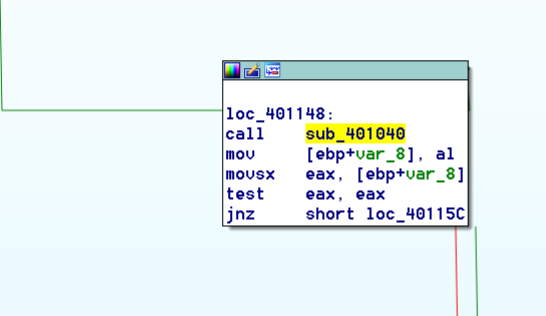 loc_401148:
call sub_401040
mov [ebp+var_8], al
movsx eax, [ebp+var_8]
test eax, eax
jnz short loc_40115C